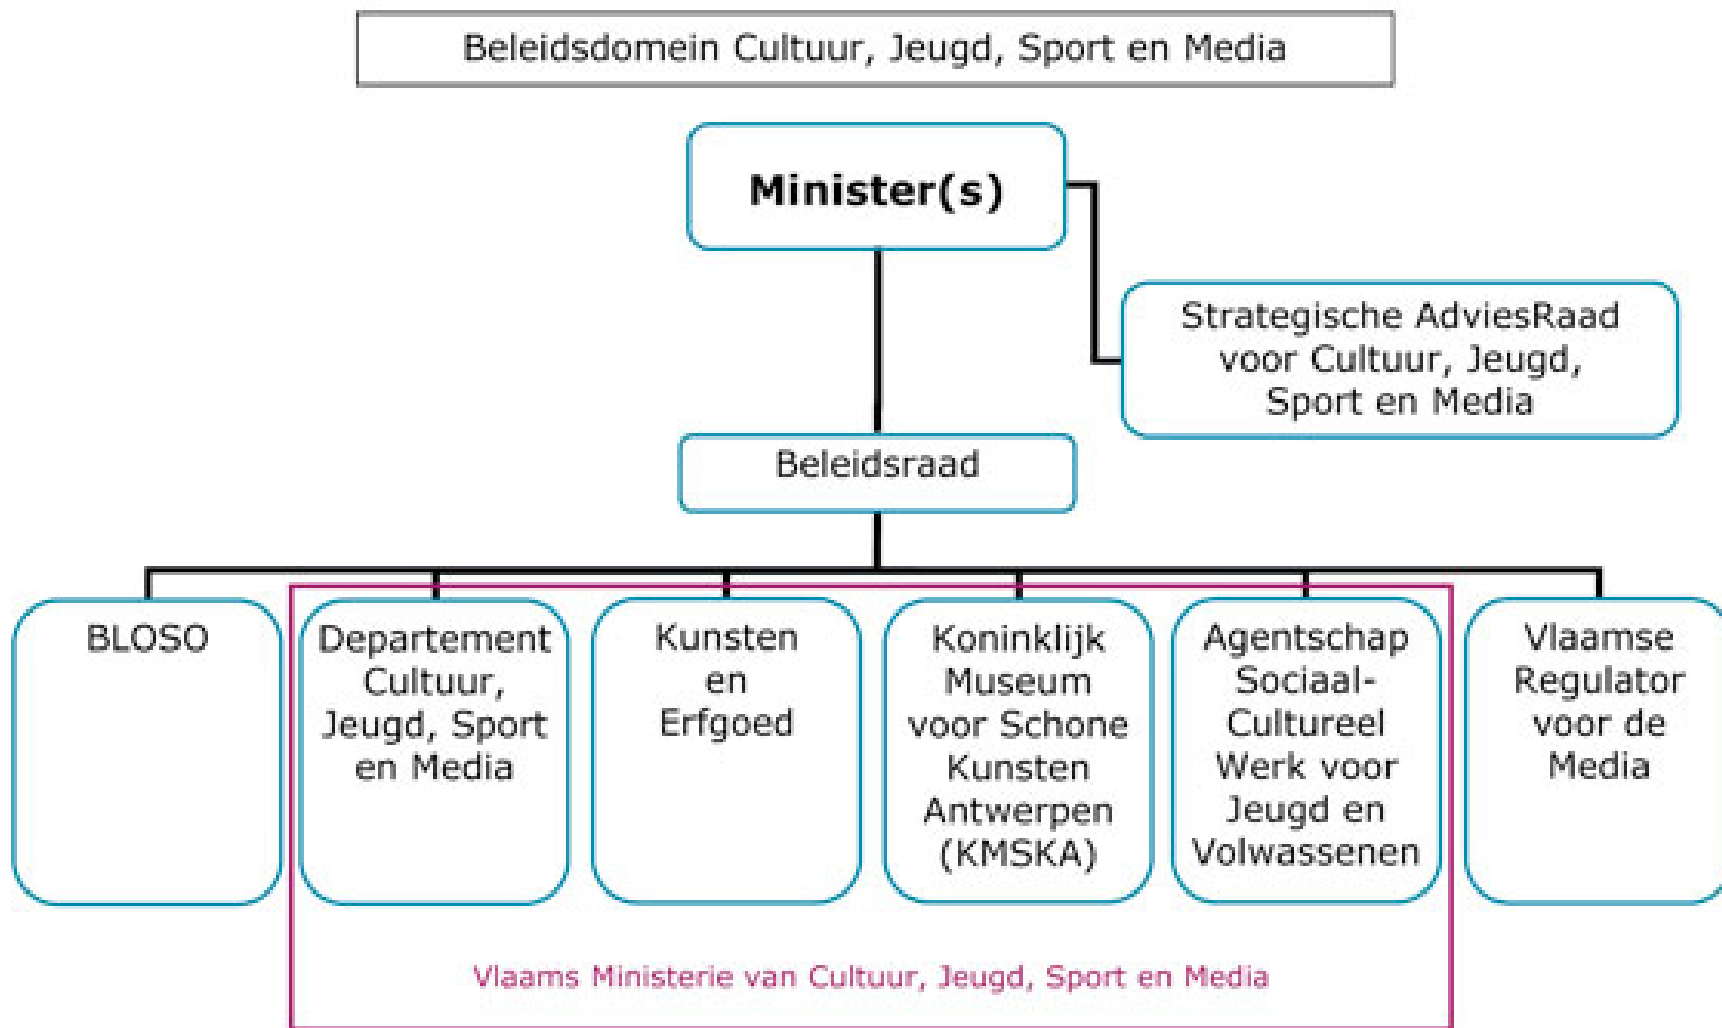 Beleidsdomein Cultuur, Jeugd, Sport en Media
Minister(s)
Strategische AdviesRaad
voor Cultuur, Jeugd,
Sport en Media
Beleidsraad
BLOSO
Departement
Cultuur,
Jeugd, Sport
en Media
Kunsten
en
Erfgoed
Koninklijk
Museum
voor Schone
Kunsten
Antwerpen
(KMSKA)
Agentschap
Sociaal-
Cultureel
Werk voor
Jeugd en
Volwassenen
Vlaamse
Regulator
voor de
Media
Vlaams Ministerie van Cultuur, Jeugd, Sport en Media